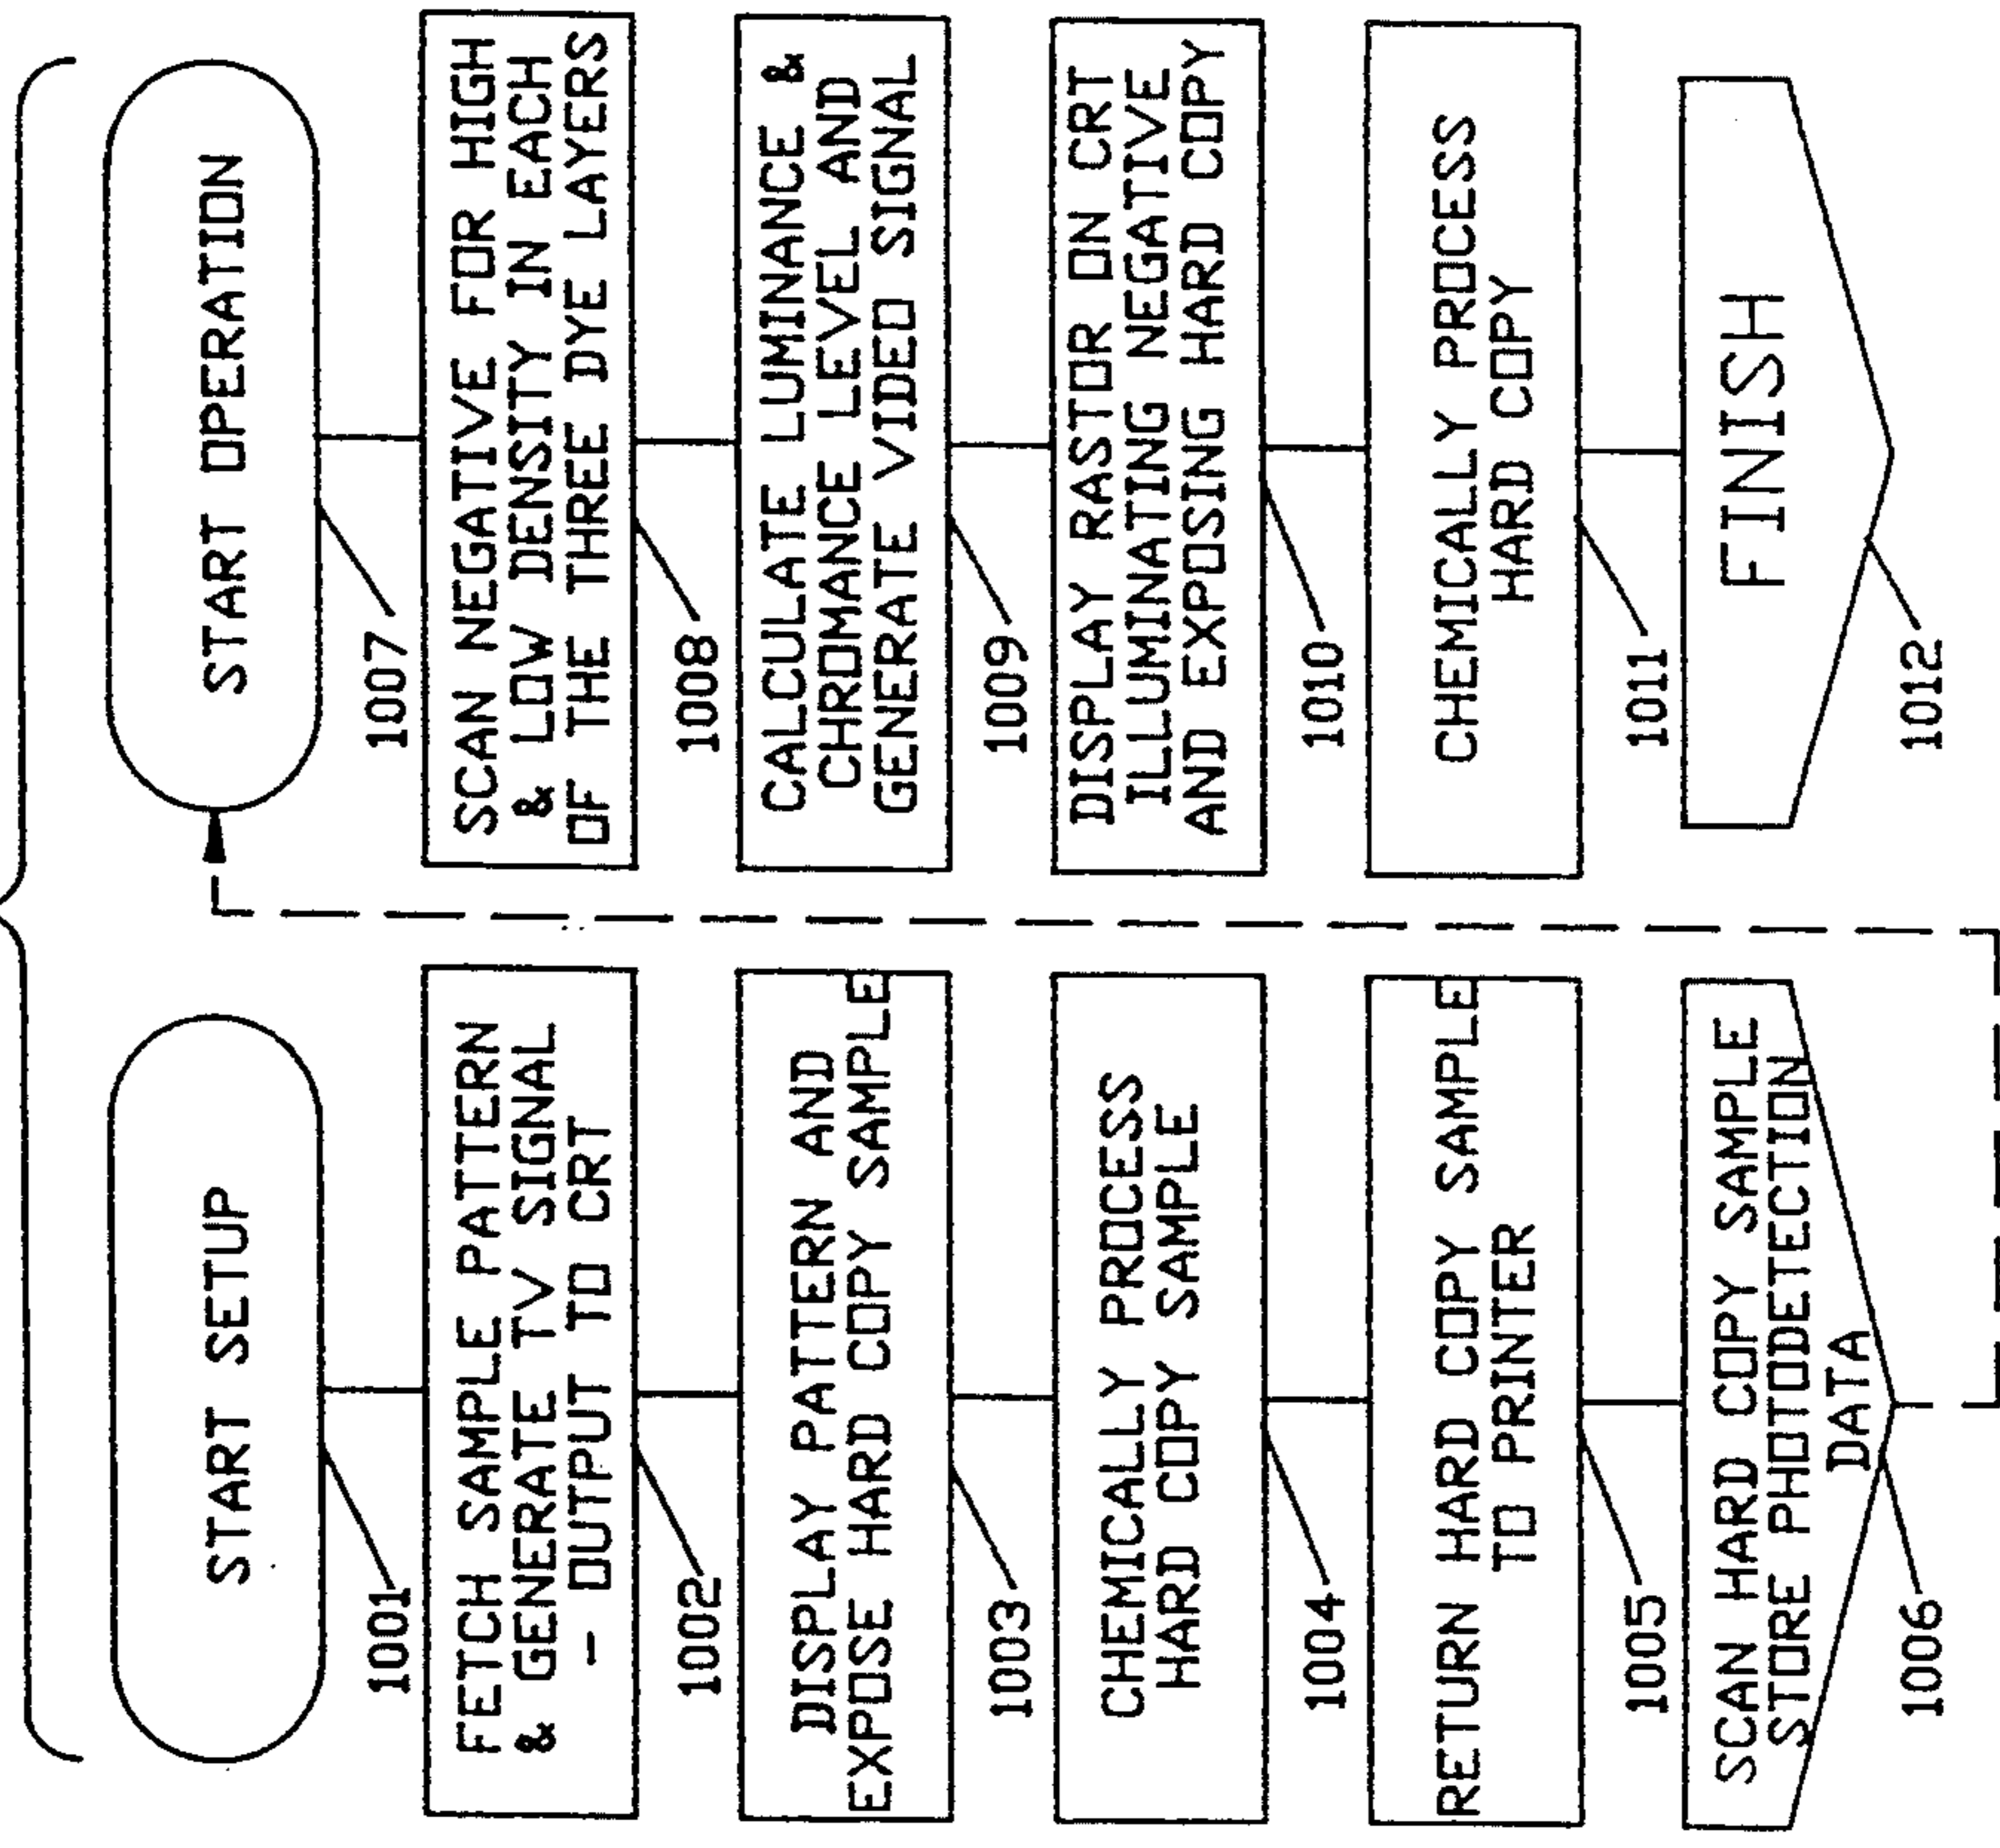 START SETUP
1001
FETCH SAMPLE PATTERN
& GENERATE TV SIGNAL
- OUTPUT TO CRT
1002
DISPLAY PATTERN AND
EXPOSE HARD COPY SAMPLE
1003
CHEMICALLY PROCESS
HARD COPY SAMPLE
1004
RETURN HARD COPY SAMPLE
TO PRINTER
1005
SCAN HARD COPY SAMPLE
STORE PHOTODETECTION
DATA
1006
START OPERATION
1007
SCAN NEGATIVE FOR HIGH
& LOW DENSITY IN EACH
OF THE THREE DYE LAYERS
1008
CALCULATE LUMINANCE &
CHROMANCE LEVEL AND
GENERATE VIDEO SIGNAL
1009
DISPLAY RASTOR ON CRT
ILLUMINATING NEGATIVE
AND EXPOSING HARD COPY
1010
CHEMICALLY PROCESS
HARD COPY
1011
FINISH
1012